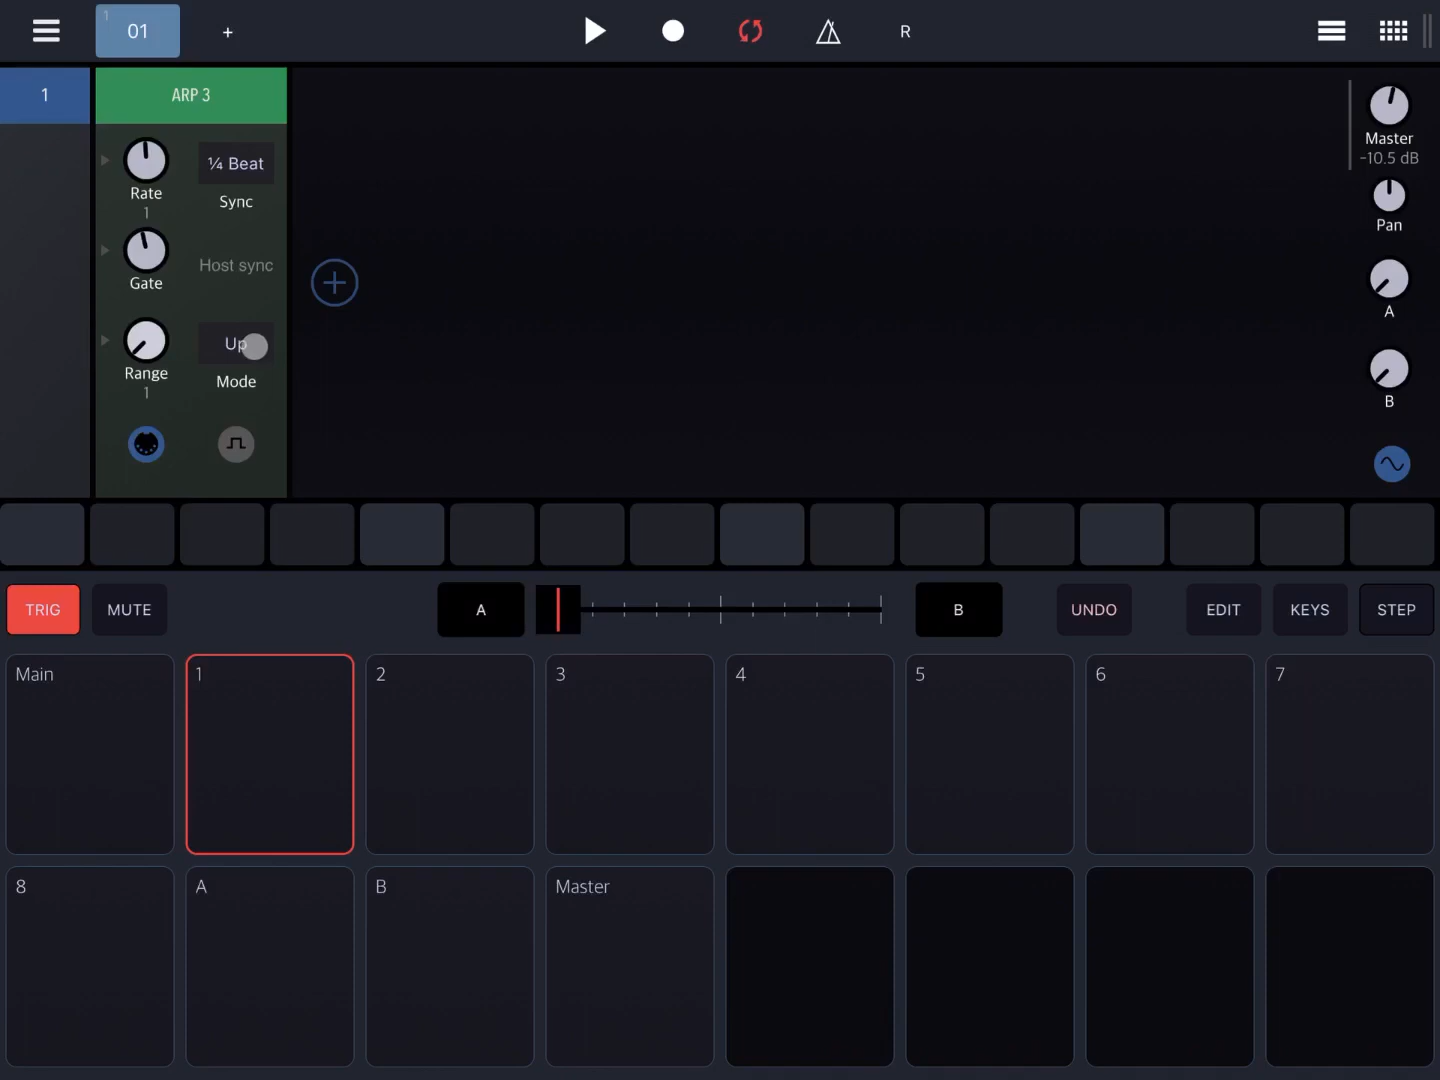 1
01
+
R
1
ARP 3
Rate
1
¼ Beat
Sync
Gate
Host sync
Range
1
Up
Mode
Master
-10.5 dB
Pan
A
B
TRIG
MUTE
A
B
UNDO
EDIT
KEYS
STEP
Main
1
2
3
4
5
6
7
8
A
B
Master